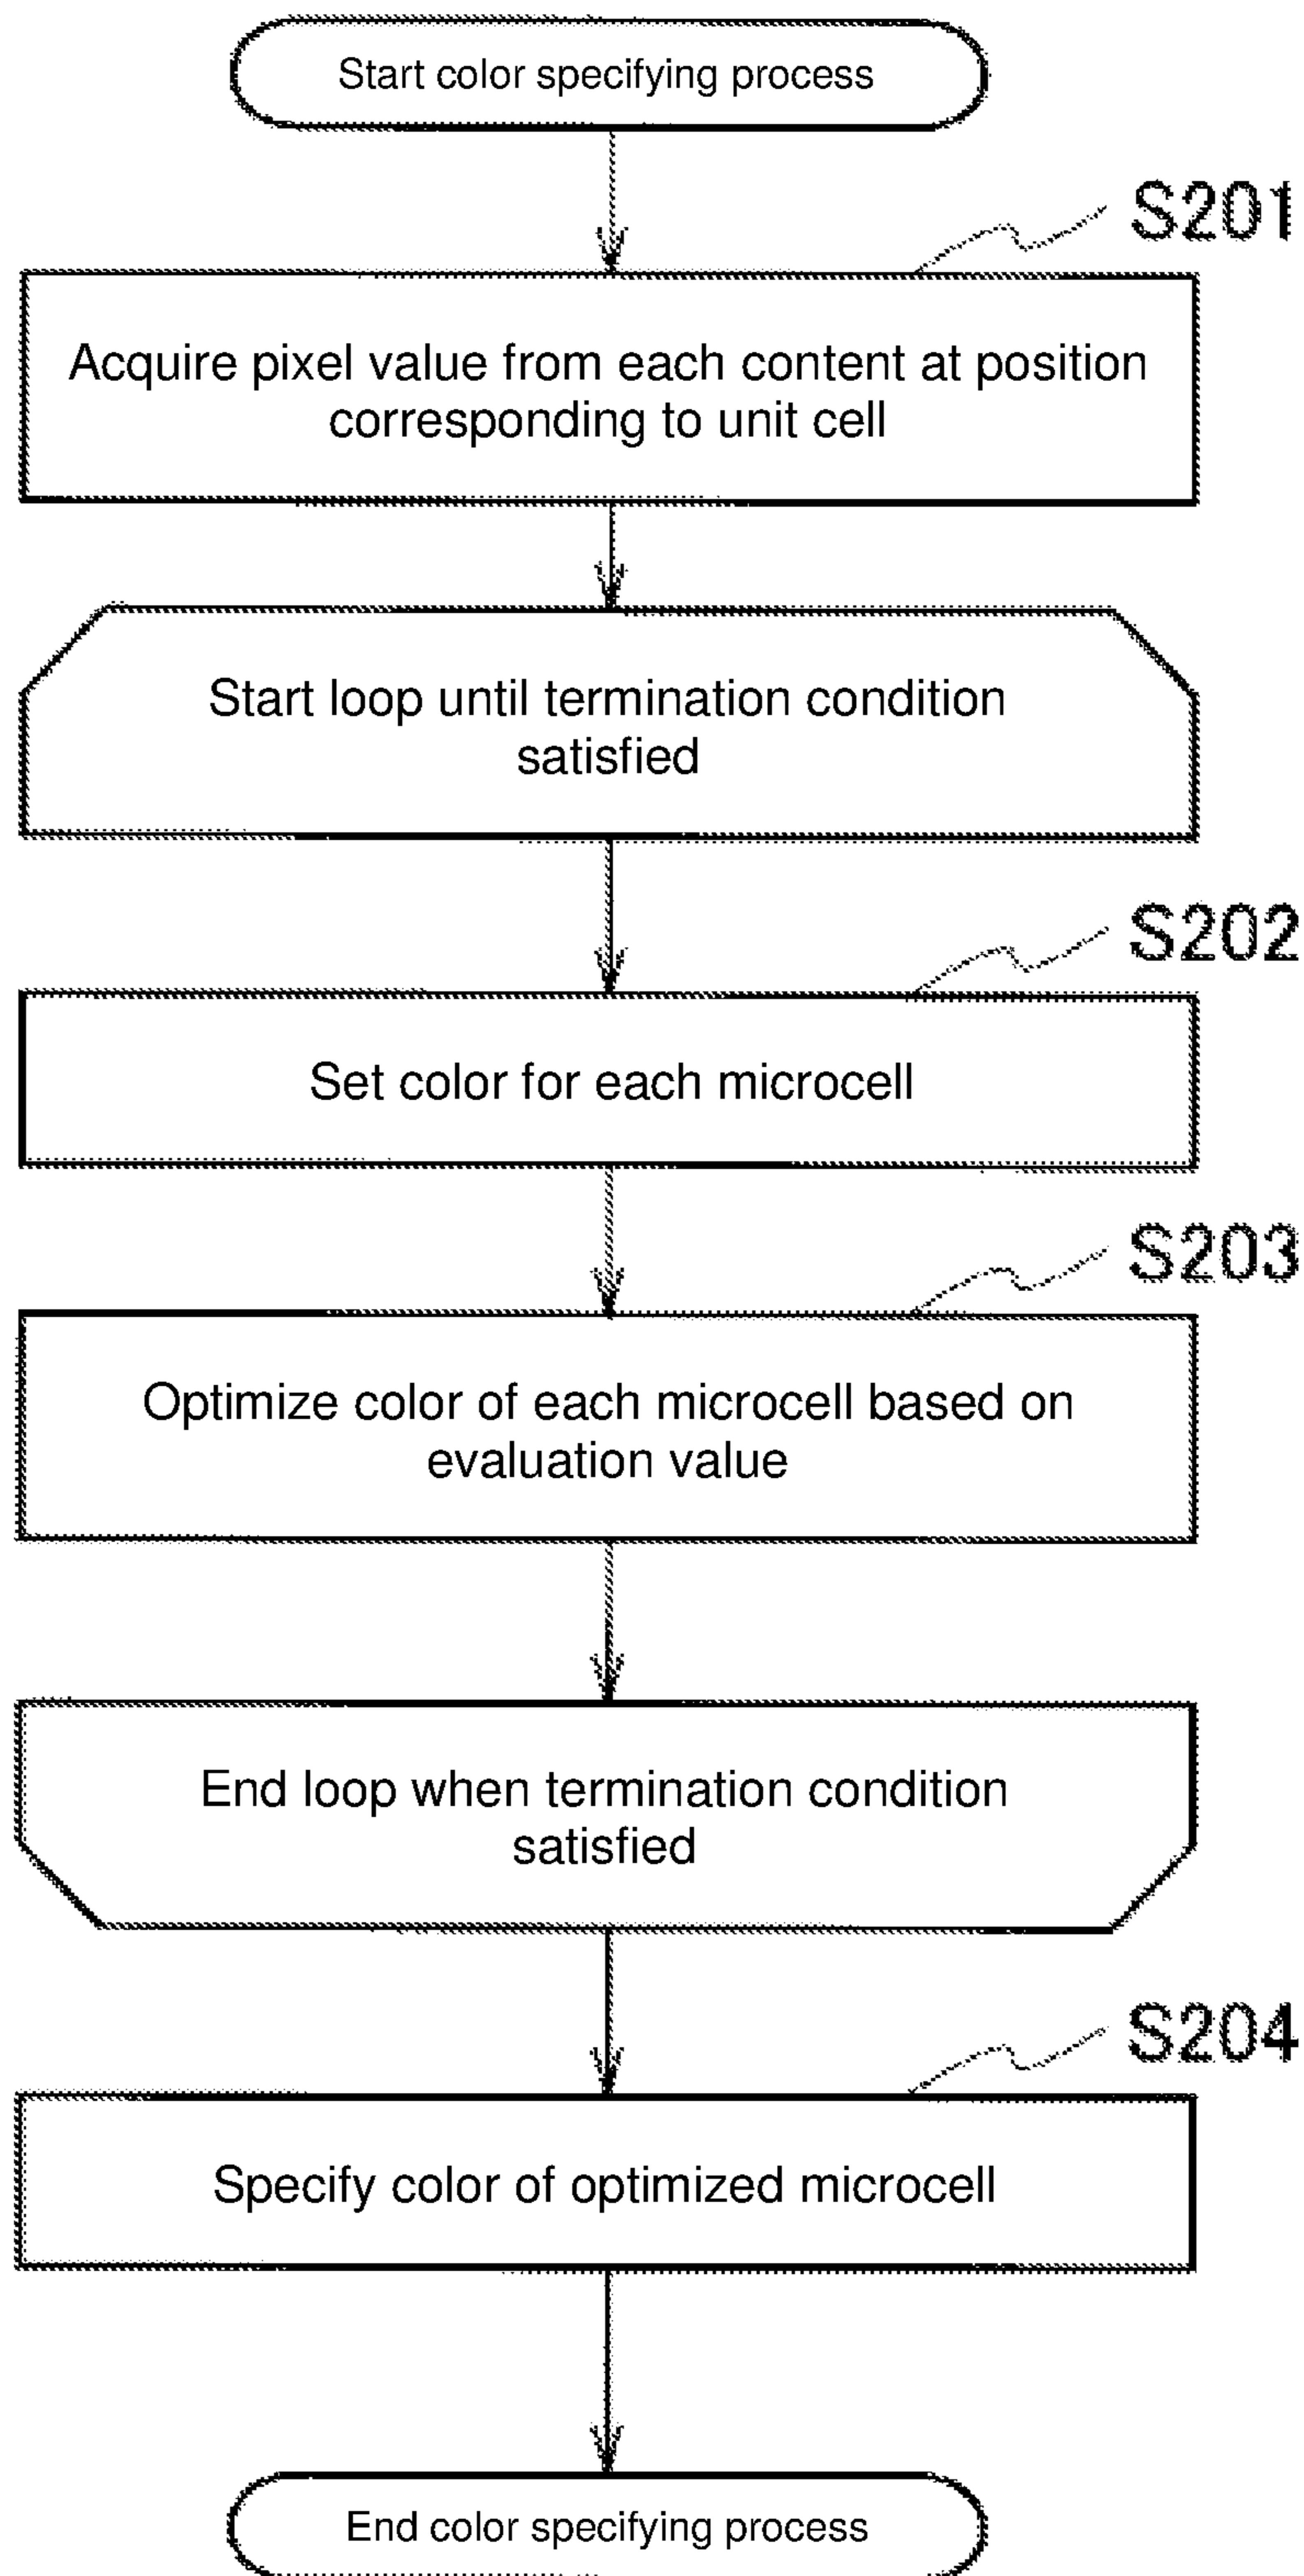 Start color specifying process
S201
Acquire pixel value from each content at position
corresponding to unit cell
Start loop until termination condition
satisfied
S202
Set color for each microcell
S203
Optimize color of each microcell based on
evaluation value
End loop when termination condition
satisfied
S204
Specify color of optimized microcell
End color specifying process